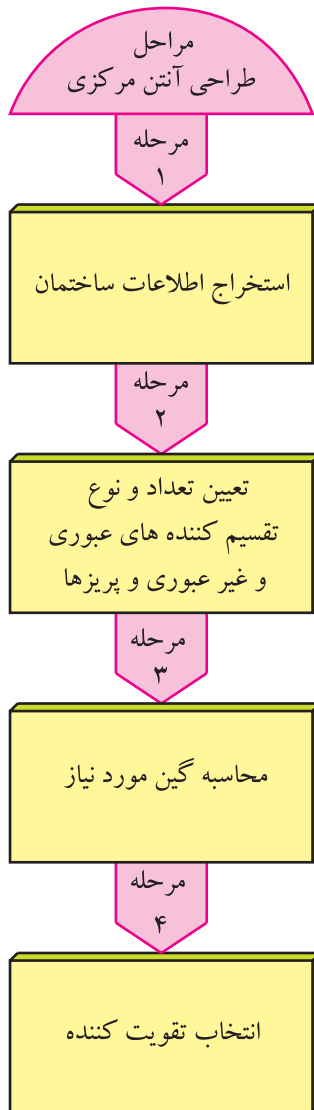 مراحل
طراحی آنتن مرکزی
مرحله
۱
استخراج اطلاعات ساختمان
مرحله
۲
تعیین تعداد و نوع
تقسیم کننده های عبوری
و غیر عبوری و پریزها
مرحله
۳
محاسبه گین مورد نیاز
مرحله
۴
انتخاب تقویت کننده